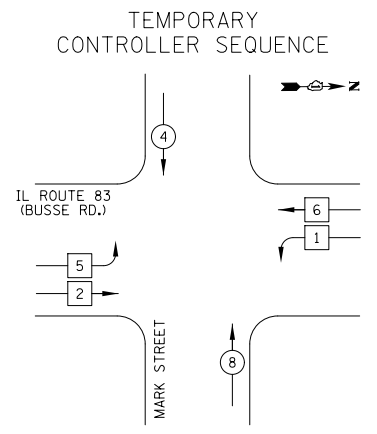 TEMPORARY
CONTROLLER SEQUENCE
N
4
IL ROUTE 83
(BUSSE RD.)
6
1
5
2
MARK STREET
8